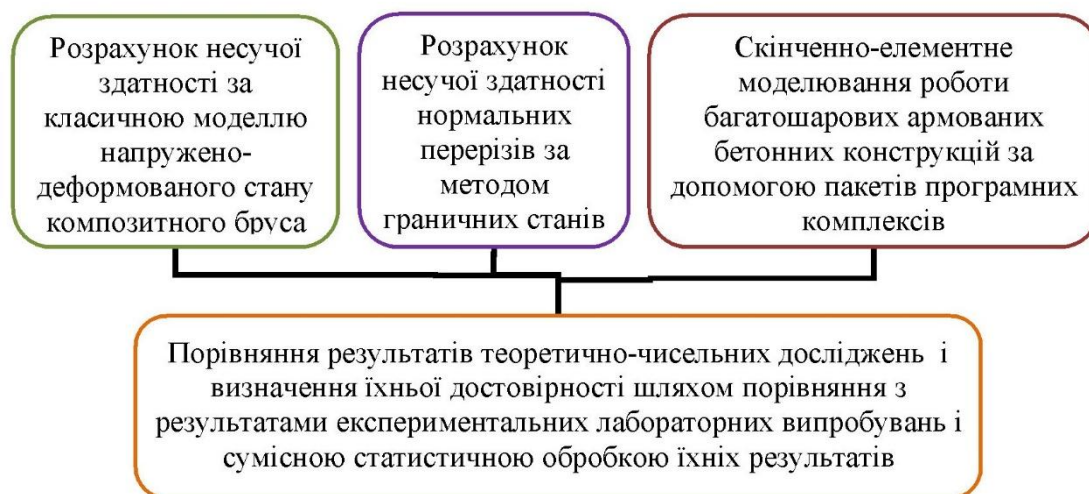 Розрахунок несучої
здатності за
класичною моделлю
напружено-
деформованого стану
композитного бруса
Розрахунок
несучої здатності
нормальних
перерізів за
методом
граничних станів
Скінченно-елементне
моделювання роботи
багатошарових армованих
бетонних конструкцій за
допомогою пакетів програмних
комплексів
Порівняння результатів теоретично-чисельних досліджень і
визначення їхньої достовірності шляхом порівняння з
результатами експериментальних лабораторних випробувань і
сумісною статистичною обробкою їхніх результатів